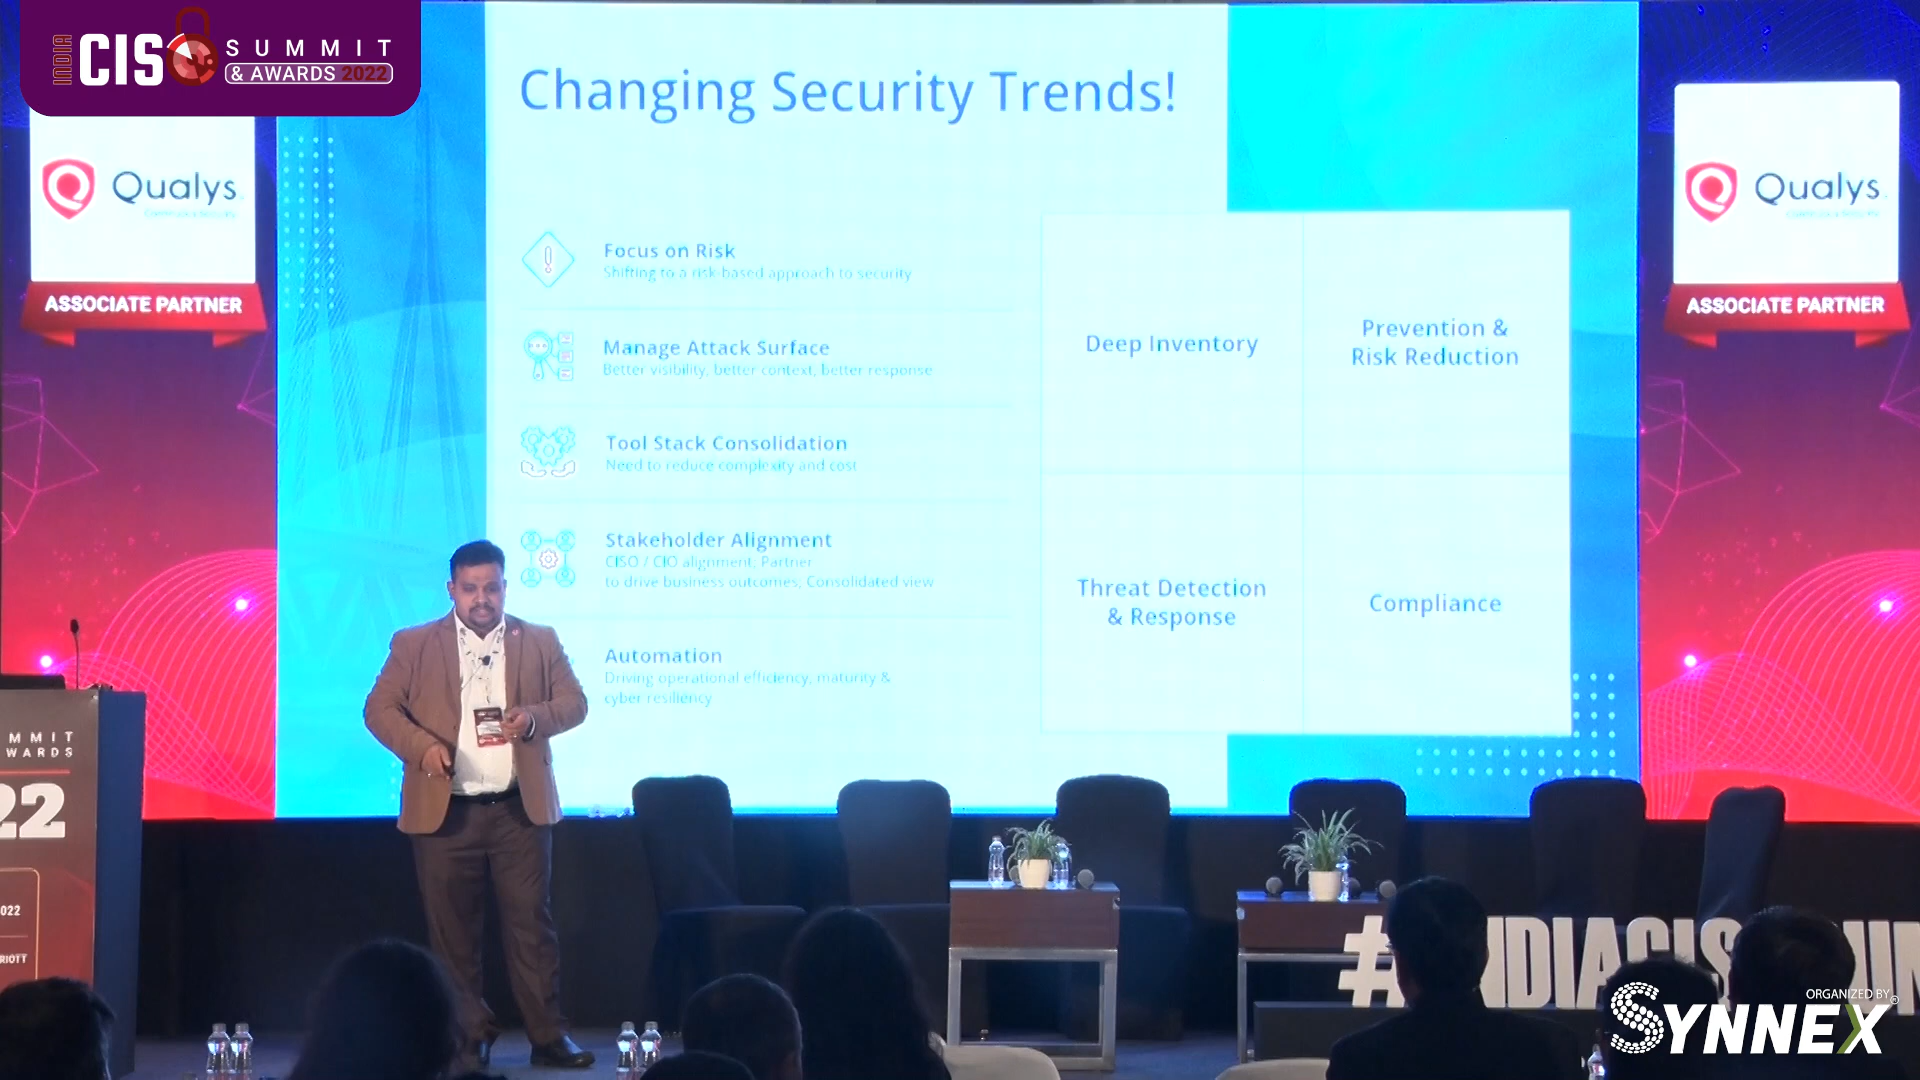 INDIA
CISO SUMMIT
& AWARDS 2022
Qualys
ASSOCIATE PARTNER
Changing Security Trends!
Focus on Risk
Shifting to a risk-based approach to security
Manage Attack Surface
Better visibility, better context, better response
Tool Stack Consolidation
Need to reduce complexity and cost
Stakeholder Alignment
CISO / CIO alignment; Partner
to drive business outcomes; Consolidated view
Automation
Driving operational efficiency, maturity &
cyber resiliency
Deep Inventory
Prevention &
Risk Reduction
Threat Detection
& Response
Compliance
Qualys.
ASSOCIATE PARTNER
MMIT
WARDS
22
022
RIOTT
#INDIACISO
ORGANIZED BY
SYNNEX®